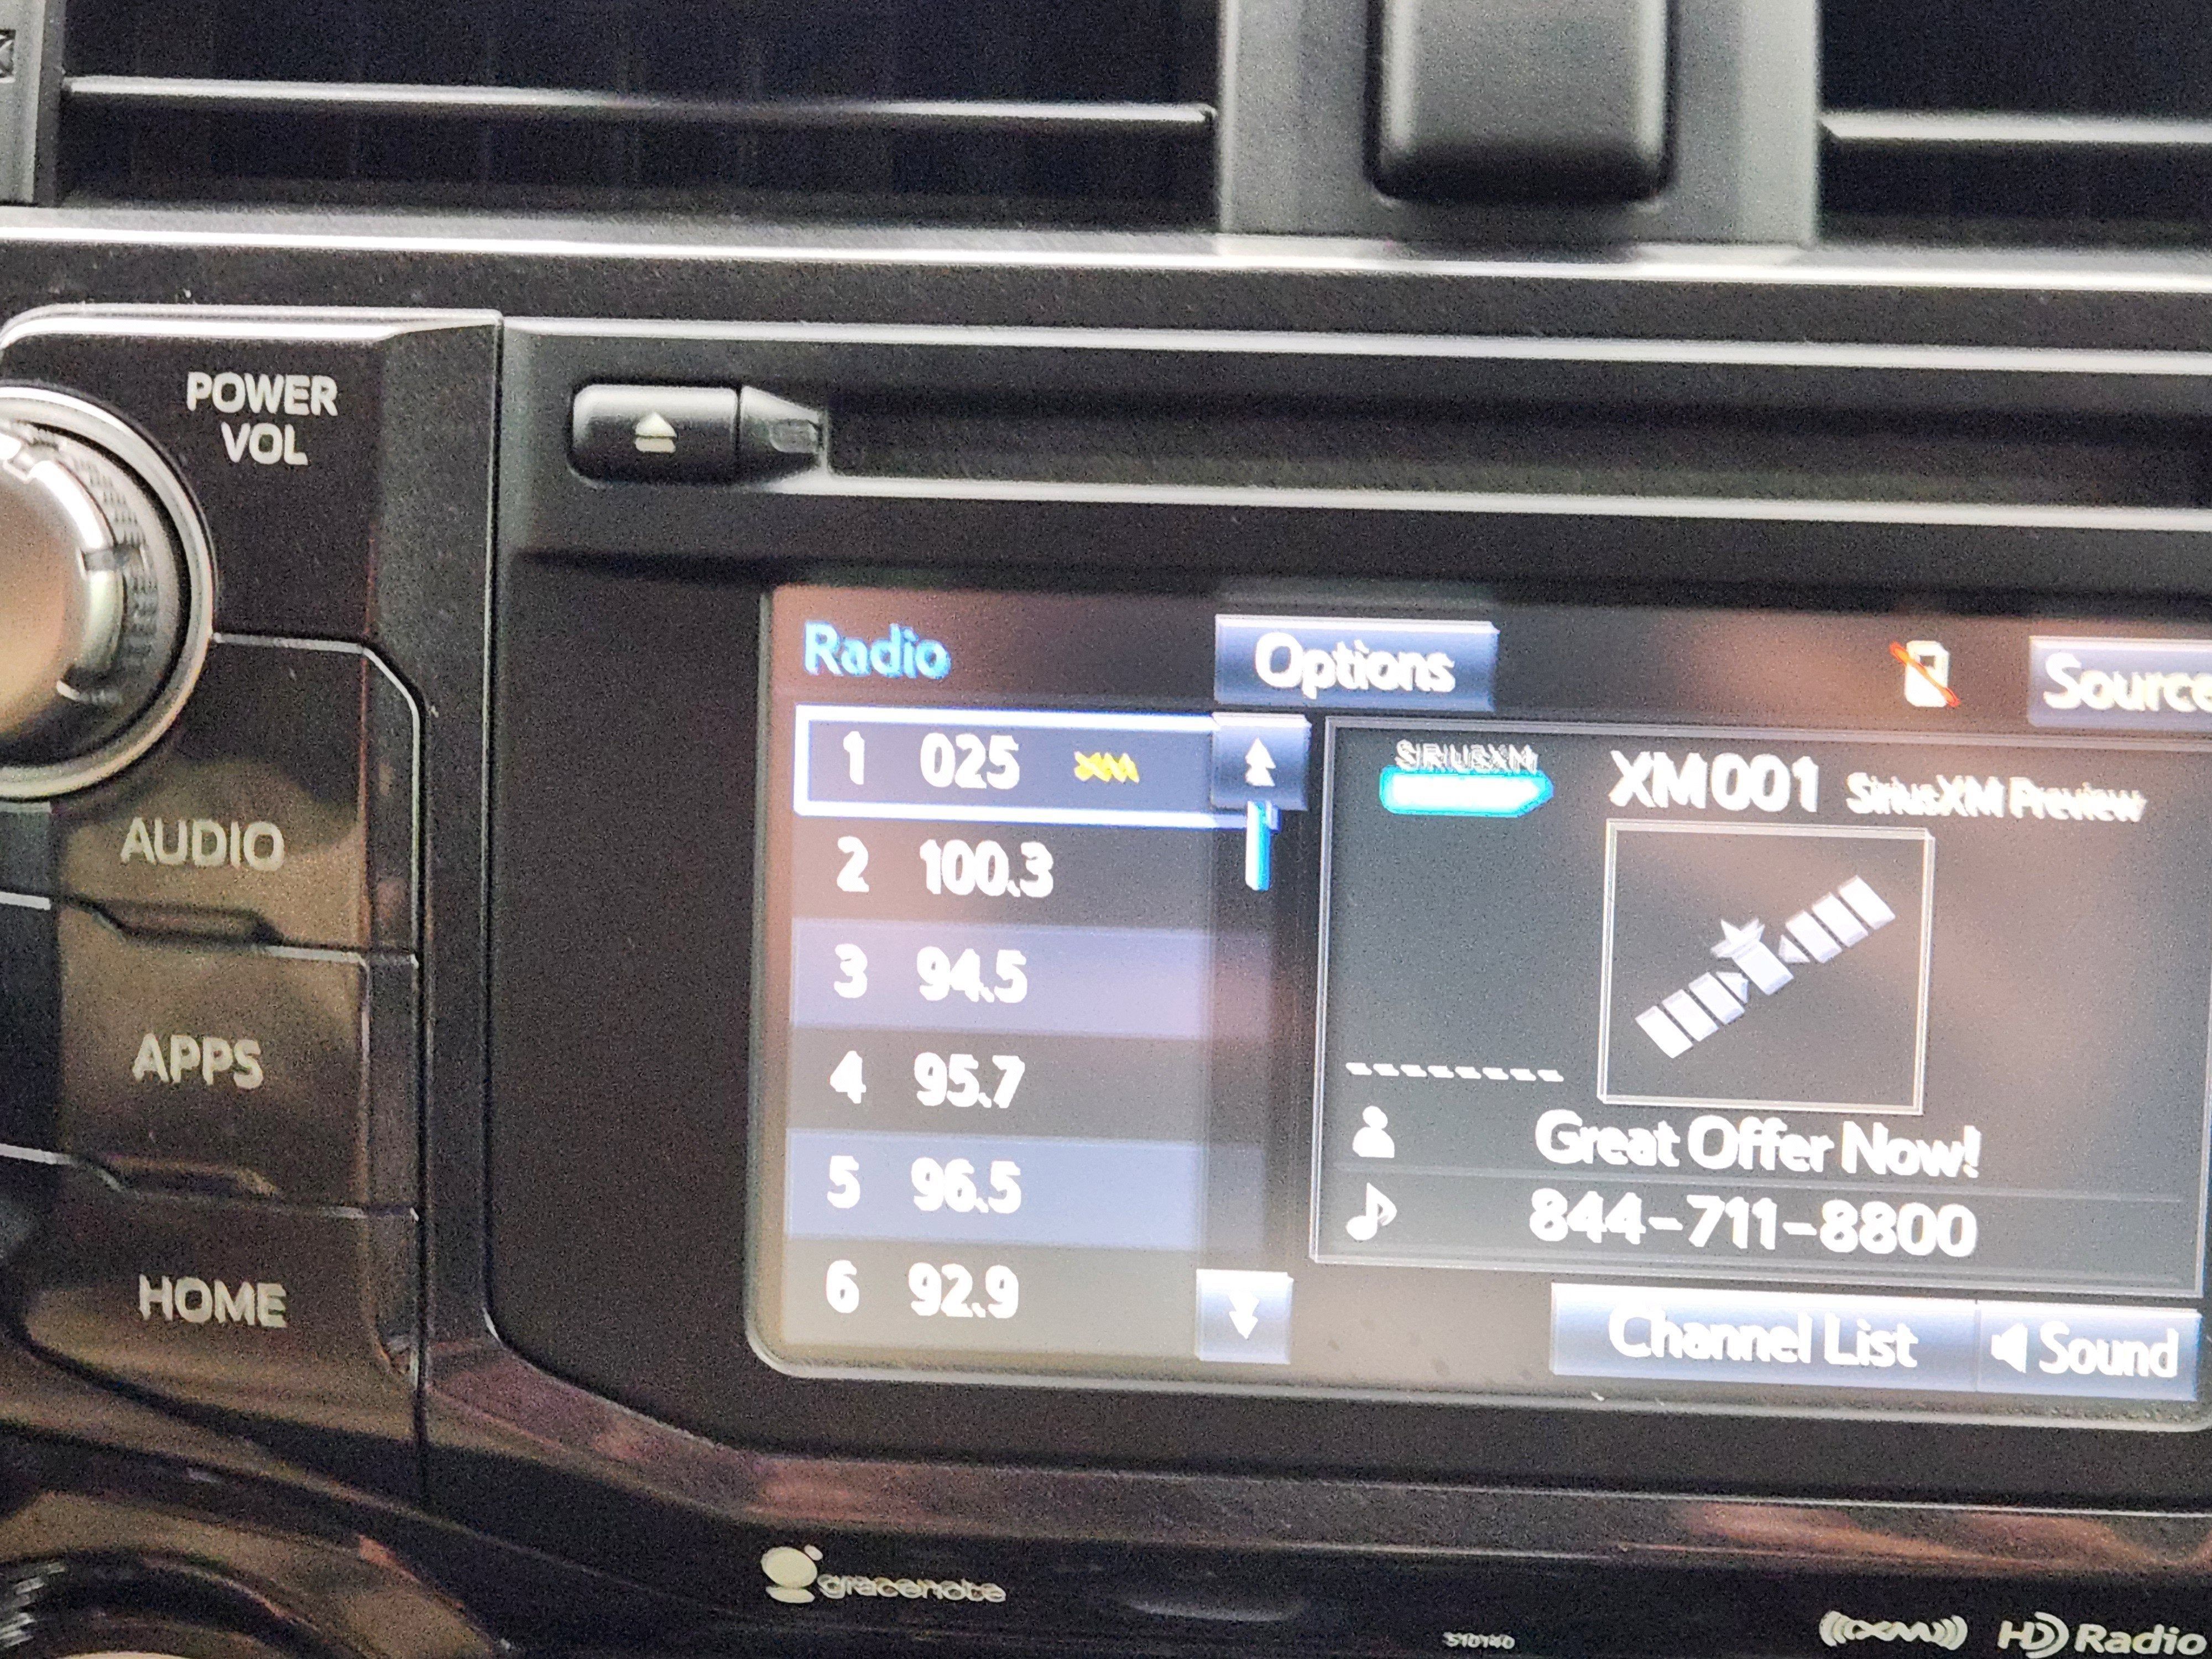 POWER
VOL
AUDIO
APPS
HOME
Radio
Options
Source
1 025 XM
2 100.3
3 94.5
4 95.7
5 96.5
6 92.9
SIRIUSXM
XM001 SiriusXM Preview
--------
Great Offer Now!
844-711-8800
Channel List
Sound
gracenote
XM
HD Radio